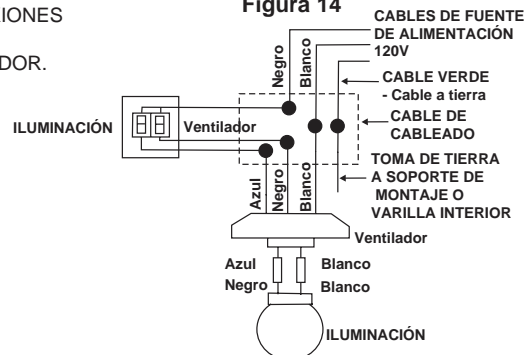 IONES
DOR.
Figura 14
CABLES DE FUENTE
DE ALIMENTACIÓN
120V
Negro
Blanco
CABLE VERDE
- Cable a tierra
CABLE DE
CABLEADO
ILUMINACIÓN
Ventilador
TOMA DE TIERRA
A SOPORTE DE
MONTAJE O
VARILLA INTERIOR
Azul
Negro
Blanco
Ventilador
Azul
Blanco
Negro
Blanco
ILUMINACIÓN